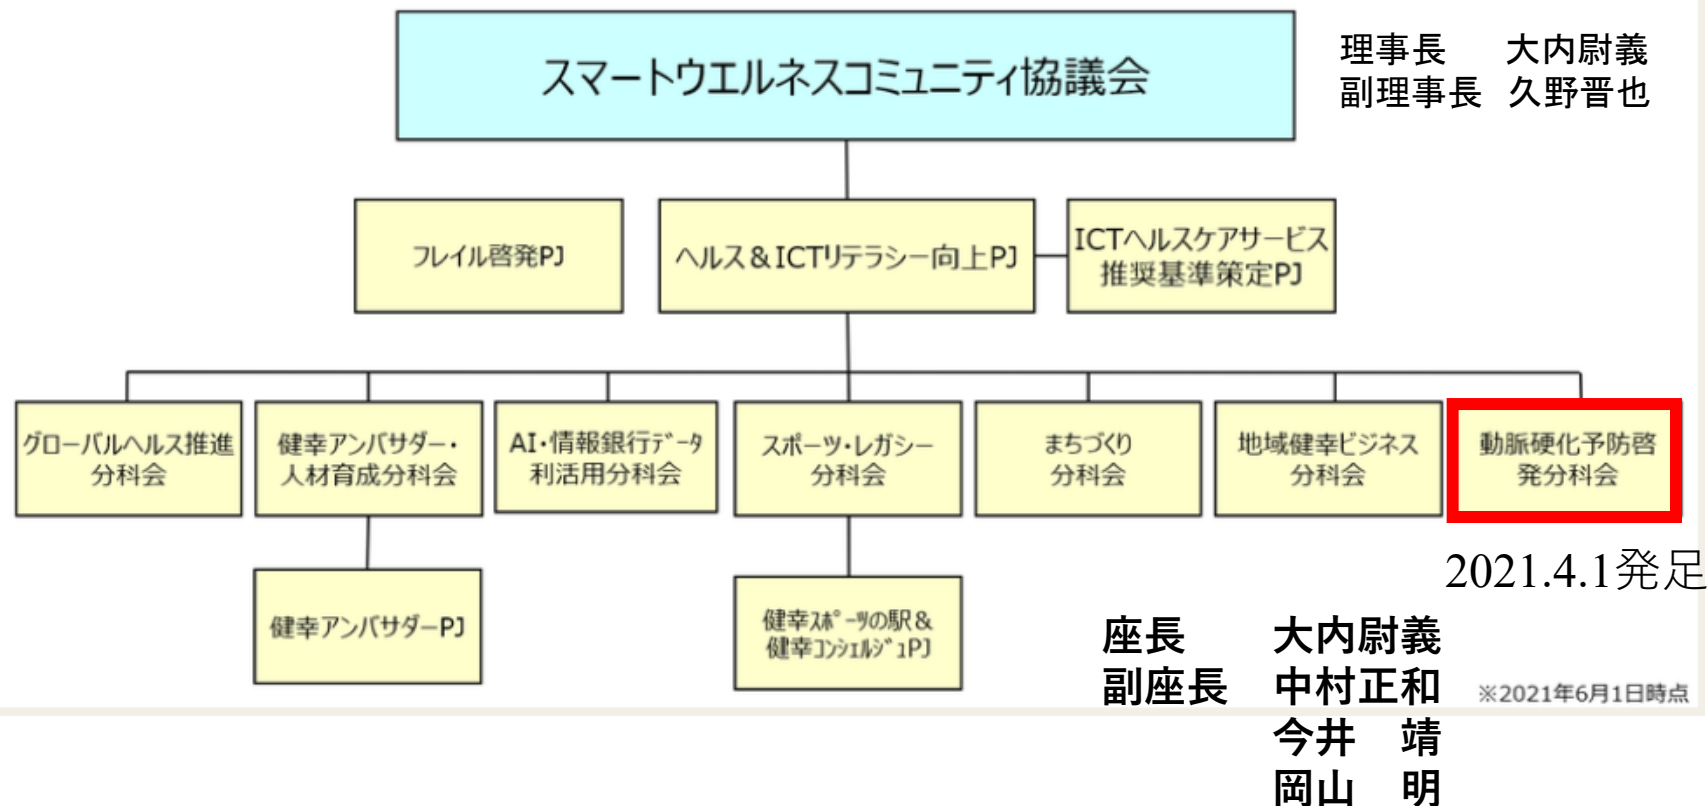 スマートウエルネスコミュニティ協議会
理事長　　大内尉義
副理事長　久野晋也
フレイル啓発PJ
ヘルス＆ICTリテラシー向上PJ
ICTヘルスケアサービス
推奨基準策定PJ
グローバルヘルス推進
分科会
健幸アンバサダー・
人材育成分科会
AI・情報銀行ﾃﾞｰﾀ
利活用分科会
スポーツ・レガシー
分科会
まちづくり
分科会
地域健幸ビジネス
分科会
動脈硬化予防啓
発分科会
2021.4.1発足
健幸アンバサダーPJ
健幸ｽﾎﾟｰﾂの駅＆
健幸ｺﾝｼｪﾙｼﾞｭPJ
座長　　大内尉義
副座長　中村正和
今井　靖
岡山　明
※2021年6月1日時点